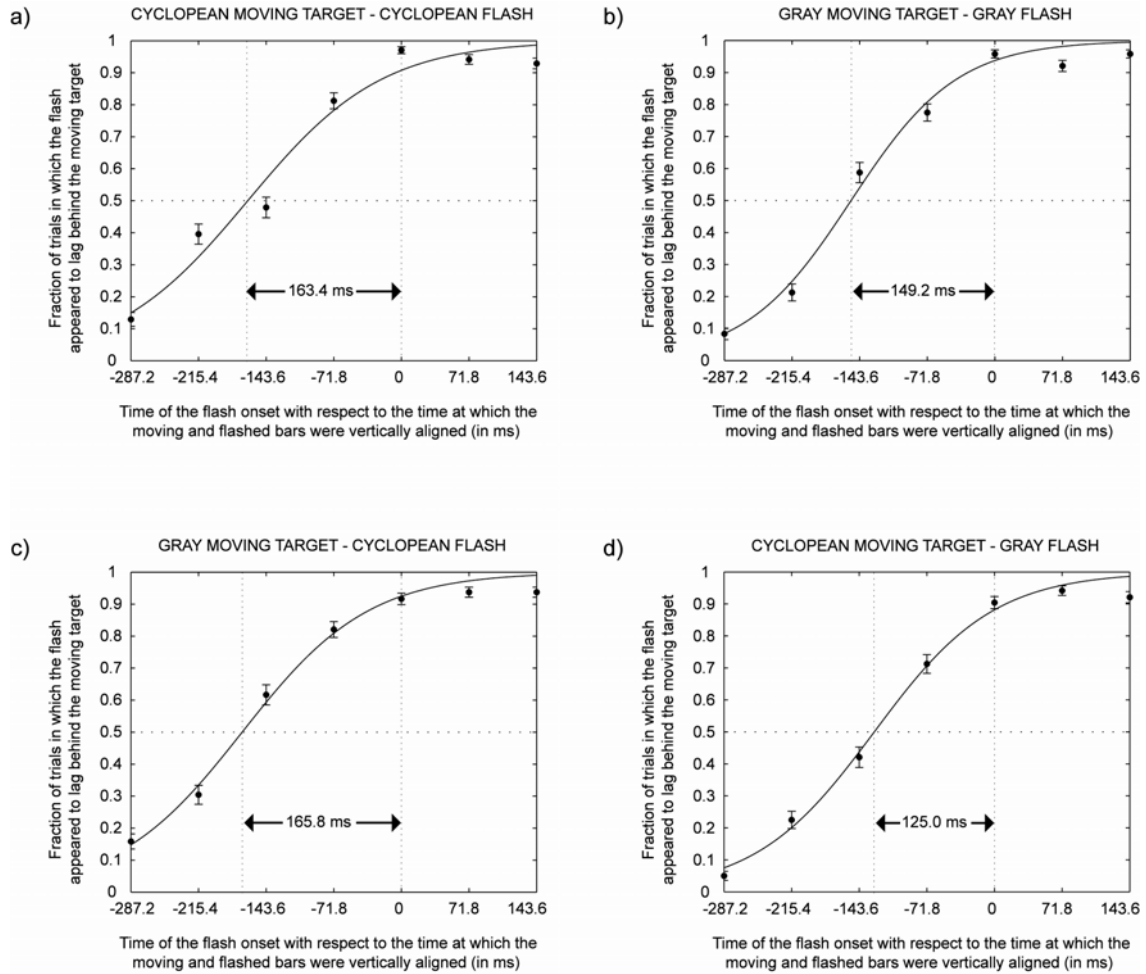 a)
CYCLOPEAN MOVING TARGET - CYCLOPEAN FLASH
Fraction of trials in which the flash
appeared to lag behind the moving target
1
0.9
0.8
0.7
0.6
0.5
0.4
0.3
0.2
0.1
0
163.4 ms
-287.2 -215.4 -143.6 -71.8 0 71.8 143.6
Time of the flash onset with respect to the time at which the
moving and flashed bars were vertically aligned (in ms)
b)
GRAY MOVING TARGET - GRAY FLASH
Fraction of trials in which the flash
appeared to lag behind the moving target
1
0.9
0.8
0.7
0.6
0.5
0.4
0.3
0.2
0.1
0
149.2 ms
-287.2 -215.4 -143.6 -71.8 0 71.8 143.6
Time of the flash onset with respect to the time at which the
moving and flashed bars were vertically aligned (in ms)
c)
GRAY MOVING TARGET - CYCLOPEAN FLASH
Fraction of trials in which the flash
appeared to lag behind the moving target
1
0.9
0.8
0.7
0.6
0.5
0.4
0.3
0.2
0.1
0
165.8 ms
-287.2 -215.4 -143.6 -71.8 0 71.8 143.6
Time of the flash onset with respect to the time at which the
moving and flashed bars were vertically aligned (in ms)
d)
CYCLOPEAN MOVING TARGET - GRAY FLASH
Fraction of trials in which the flash
appeared to lag behind the moving target
1
0.9
0.8
0.7
0.6
0.5
0.4
0.3
0.2
0.1
0
125.0 ms
-287.2 -215.4 -143.6 -71.8 0 71.8 143.6
Time of the flash onset with respect to the time at which the
moving and flashed bars were vertically aligned (in ms)